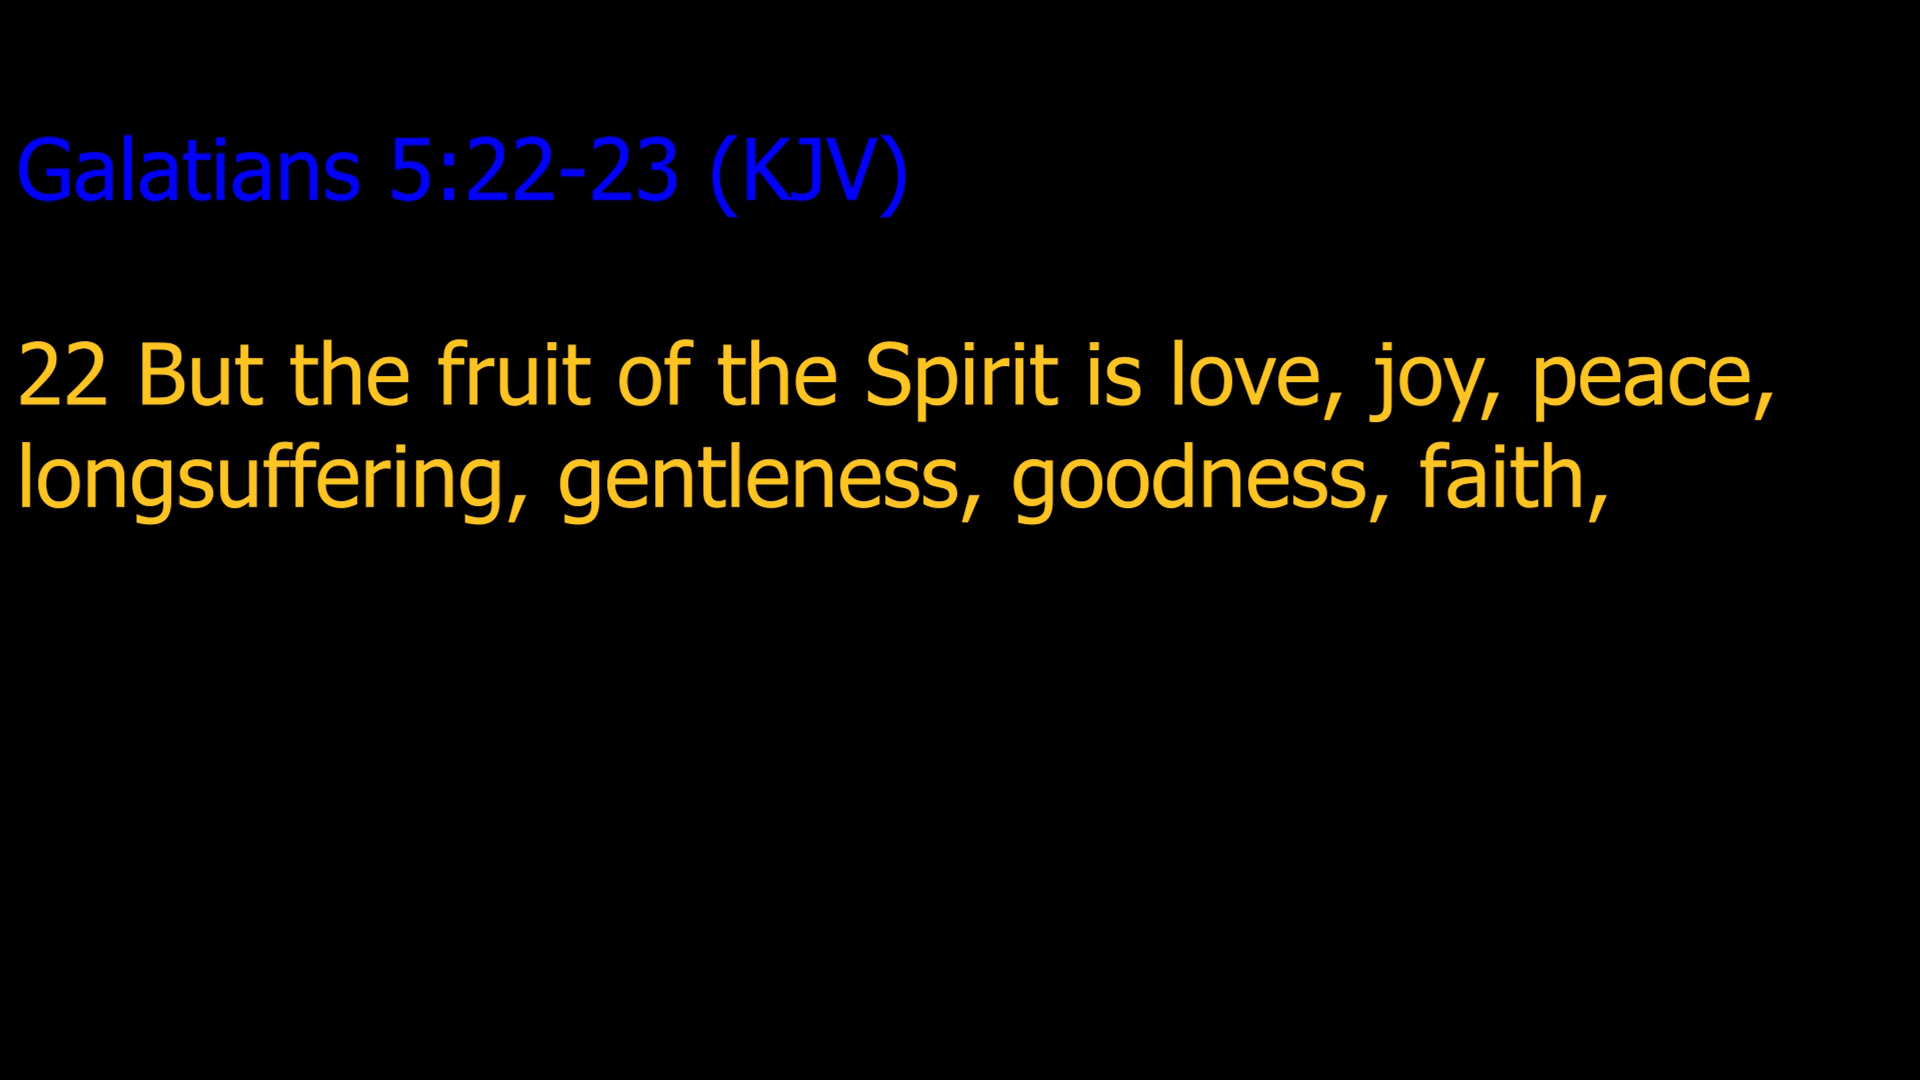 Galatians 5:22-23 (KJV)
22 But the fruit of the Spirit is love, joy, peace,
longsuffering, gentleness, goodness, faith,